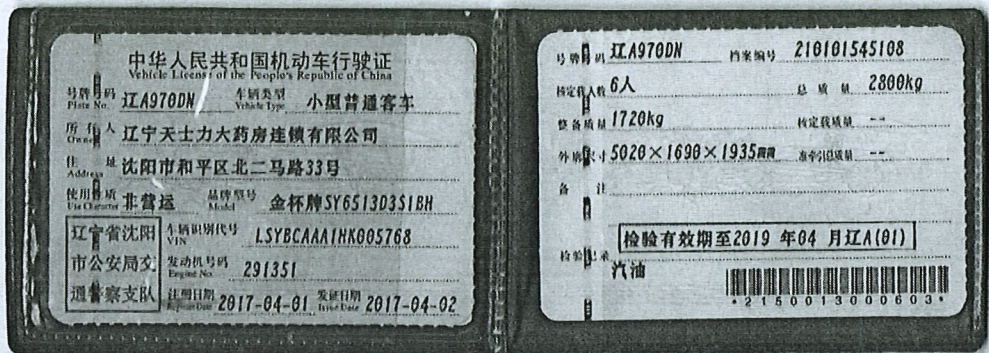 中华人民共和国机动车行驶证
Vehicle License of the People's Republic of China
号牌号码 Plate No. 辽A970DN 车辆类型 Vehicle Type 小型普通客车
所有人 Owner 辽宁天士力大药房连锁有限公司
住址 Address 沈阳市和平区北二马路33号
使用性质 Use Character 非营运 品牌型号 Model 金杯牌SY6513D3S1BH
辽宁省沈阳
市公安局交
通警察支队
车辆识别代号 VIN LSYBCAAA1HK005768
发动机号码 Engine No. 291351
注册日期 Register Date 2017-04-01 发证日期 Issue Date 2017-04-02
号牌号码 辽A970DN 档案编号 210101545108
核定载人数 6人 总质量 2800kg
整备质量 1720kg 核定载质量 --
外廓尺寸 5020×1690×1935mm 准牵引总质量 --
备注
检验有效期至2019年04月辽A(01)
检验记录
汽油
*2150013000603*